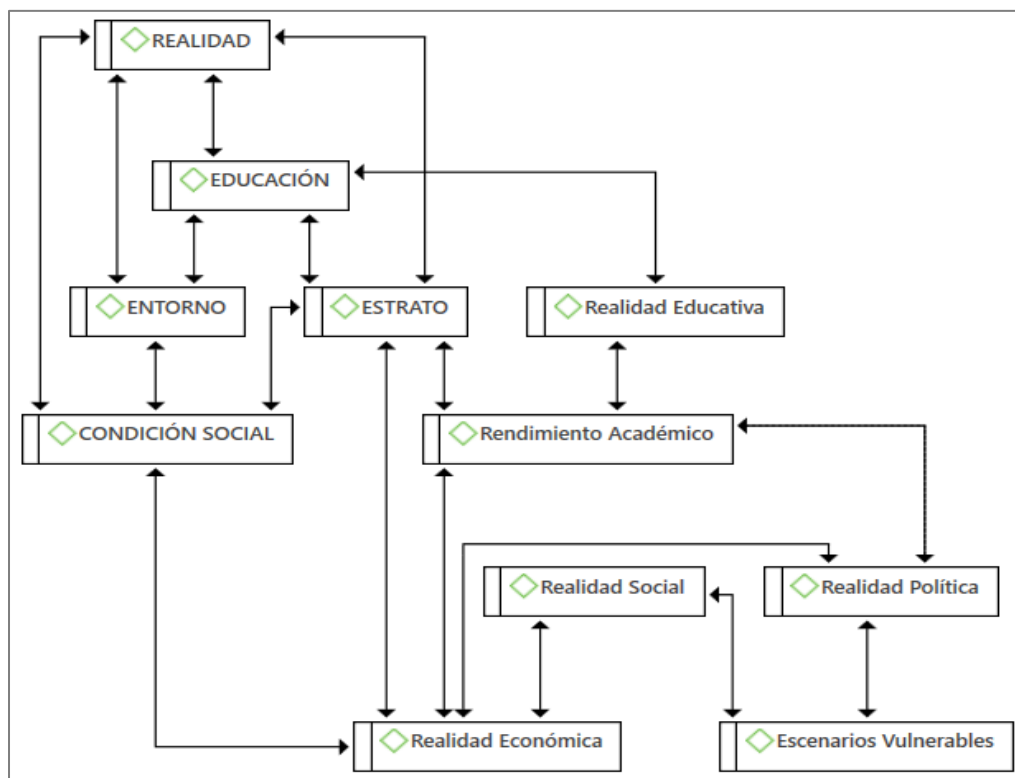 REALIDAD
EDUCACIÓN
ENTORNO
ESTRATO
Realidad Educativa
CONDICIÓN SOCIAL
Rendimiento Académico
Realidad Social
Realidad Política
Realidad Económica
Escenarios Vulnerables